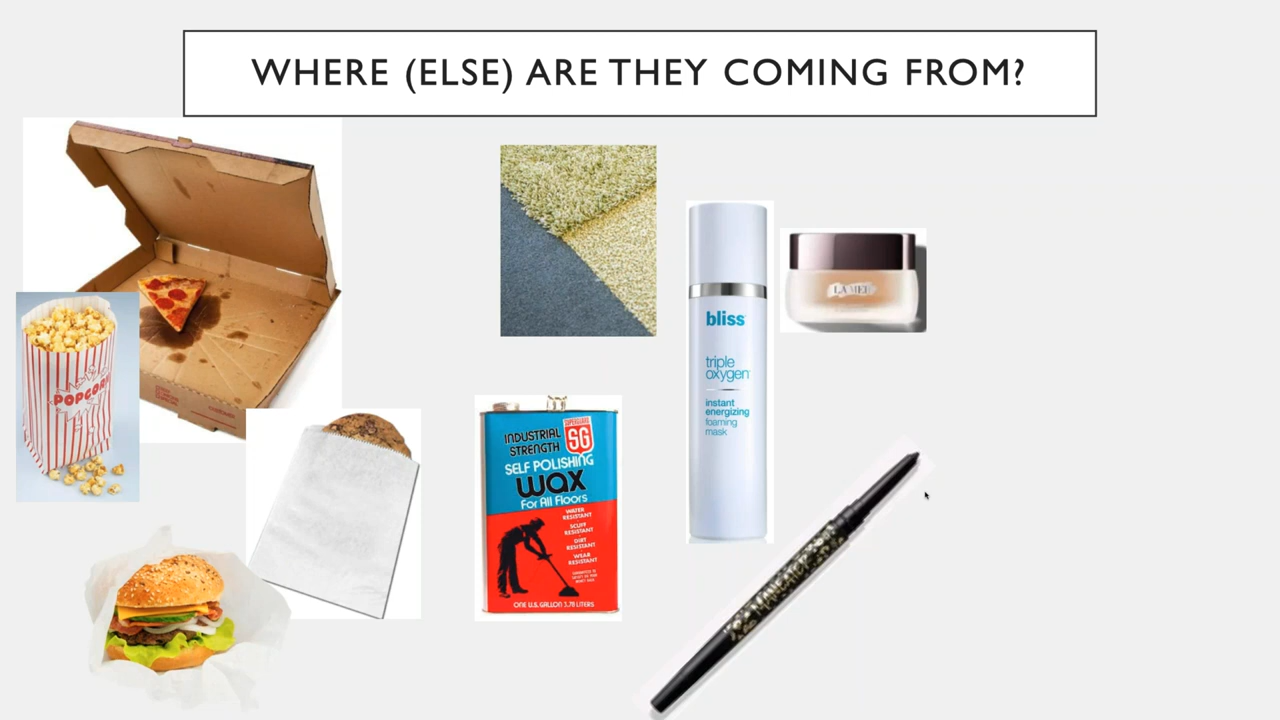 WHERE (ELSE) ARE THEY COMING FROM?
POPCORN
INDUSTRIAL
STRENGTH
SUPERGUARD
SG
SELF POLISHING
WAX
For All Floors
WATER
RESISTANT
SCUFF
RESISTANT
DIRT
RESISTANT
WEAR
RESISTANT
ONE U.S. GALLON 3.78 LITERS
bliss
triple
oxygen
instant
energizing
foaming
mask
LA MER
MANEATER